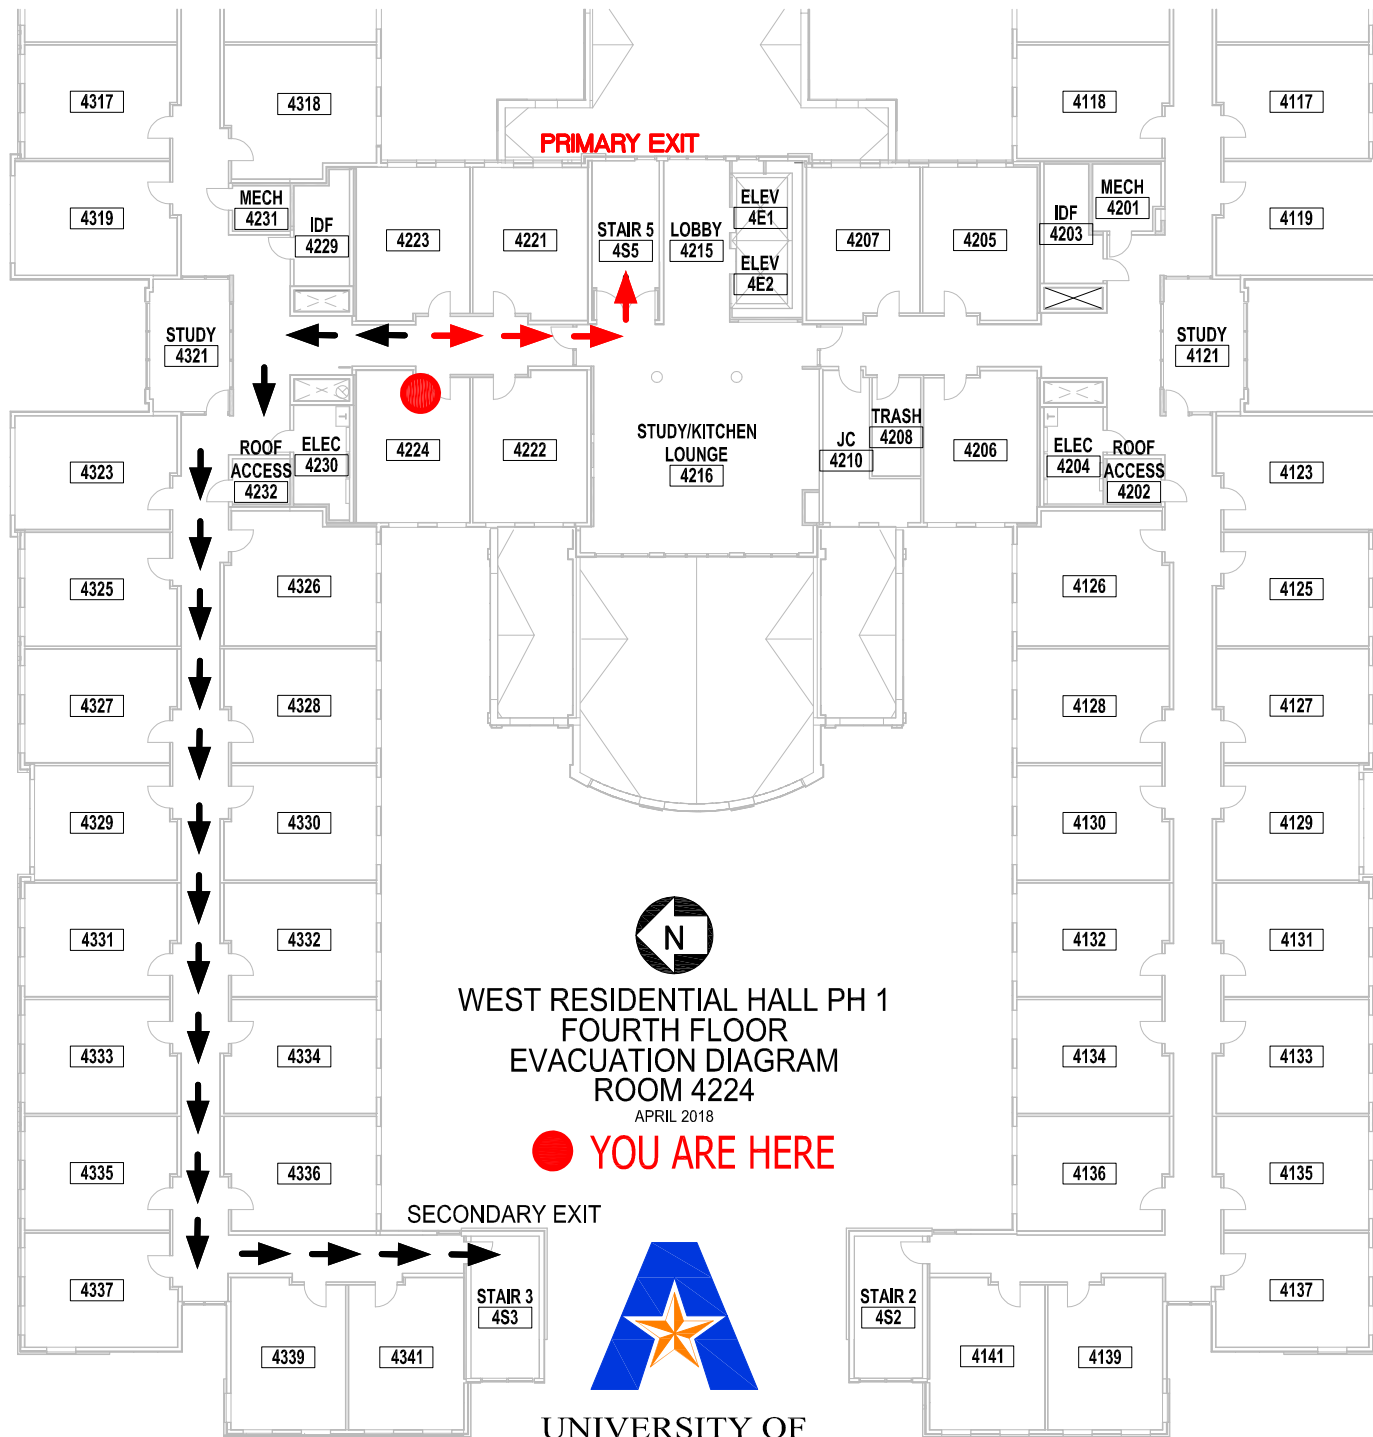 4317
4318
4118
4117
PRIMARY EXIT
4319
MECH
4231
IDF
4229
4223
4221
STAIR 5
4S5
LOBBY
4215
ELEV
4E1
ELEV
4E2
4207
4205
IDF
4203
MECH
4201
4119
STUDY
4321
STUDY
4121
4323
ROOF
ACCESS
4232
ELEC
4230
4224
4222
STUDY/KITCHEN
LOUNGE
4216
JC
4210
TRASH
4208
4206
ELEC
4204
ROOF
ACCESS
4202
4123
4325
4326
4126
4125
4327
4328
4128
4127
4329
4330
4130
4129
4331
4332
4132
4131
N
WEST RESIDENTIAL HALL PH 1
FOURTH FLOOR
EVACUATION DIAGRAM
ROOM 4224
APRIL 2018
YOU ARE HERE
4333
4334
4134
4133
4335
4336
4136
4135
SECONDARY EXIT
4337
STAIR 3
4S3
STAIR 2
4S2
4137
4339
4341
4141
4139
UNIVERSITY OF